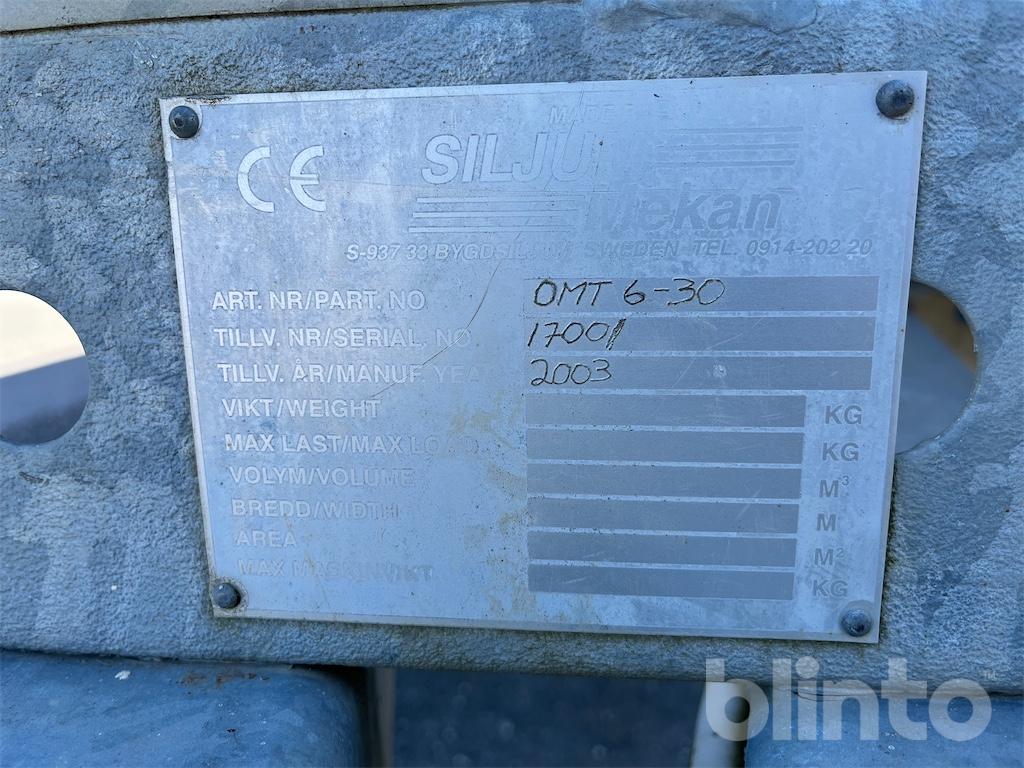 CE
SILJU
Mekan
S-937 33 SWEDEN TEL. 0914-202 20
ART. NR/PART. NO OMT 6-30
TILLV. NR/SERIAL. NO 17001
TILLV. ÅR/MANUF. YEA 2003
VIKT/WEIGHT KG
MAX LAST/MAX LOAD KG
VOLYM/VOLUME M³
BREDD/WIDTH M
AREA M²
MAX MASKINVIKT KG
blinto